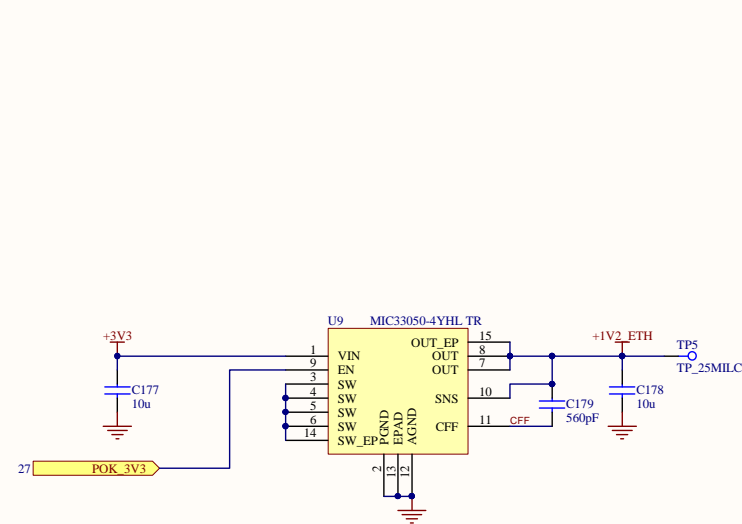 U9 MIC33050-4YHL TR
+3V3
+1V2_ETH
TP5
TP_25MILC
C177
10u
1 VIN
9 EN
3 SW
4 SW
5 SW
6 SW
14 SW_EP
OUT_EP 15
OUT 8
OUT 7
SNS 10
CFF 11 CFF
PGND 2
EPAD 13
AGND 12
C179
560pF
C178
10u
27 POK_3V3